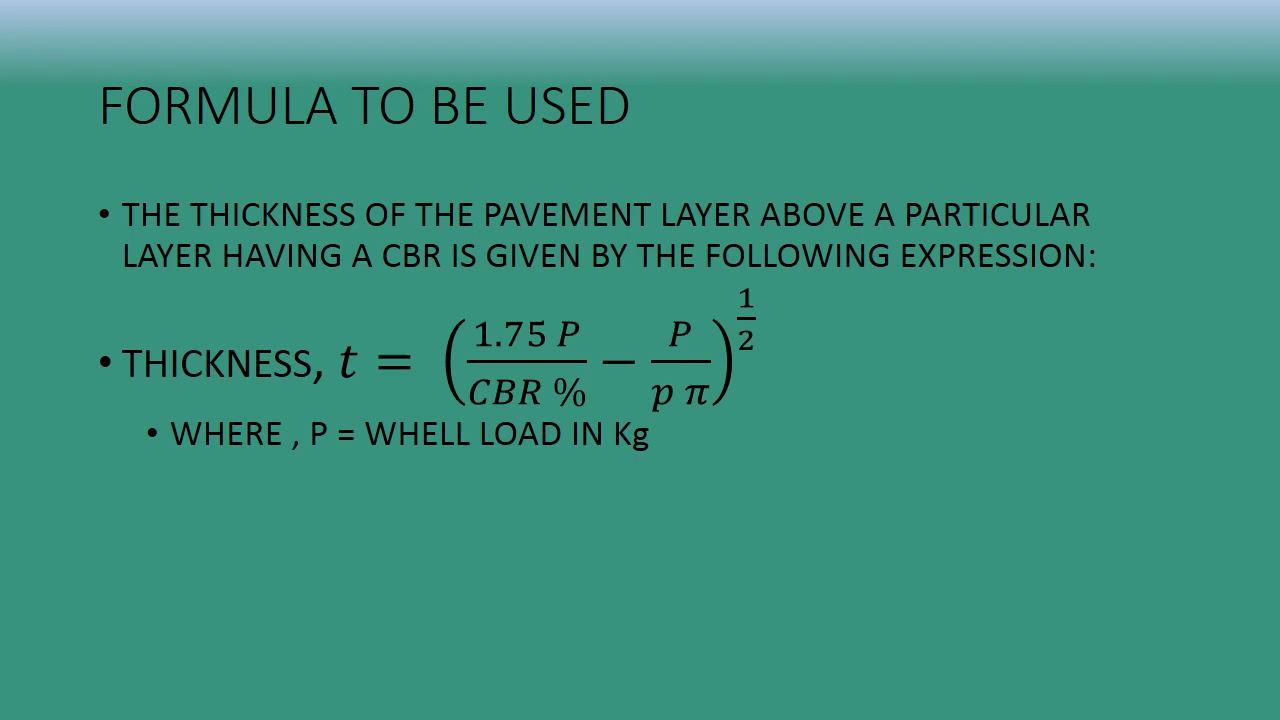 FORMULA TO BE USED
• THE THICKNESS OF THE PAVEMENT LAYER ABOVE A PARTICULAR
LAYER HAVING A CBR IS GIVEN BY THE FOLLOWING EXPRESSION:
• THICKNESS, t = (1.75 P / CBR % − P / p π)^(1/2)
• WHERE , P = WHELL LOAD IN Kg